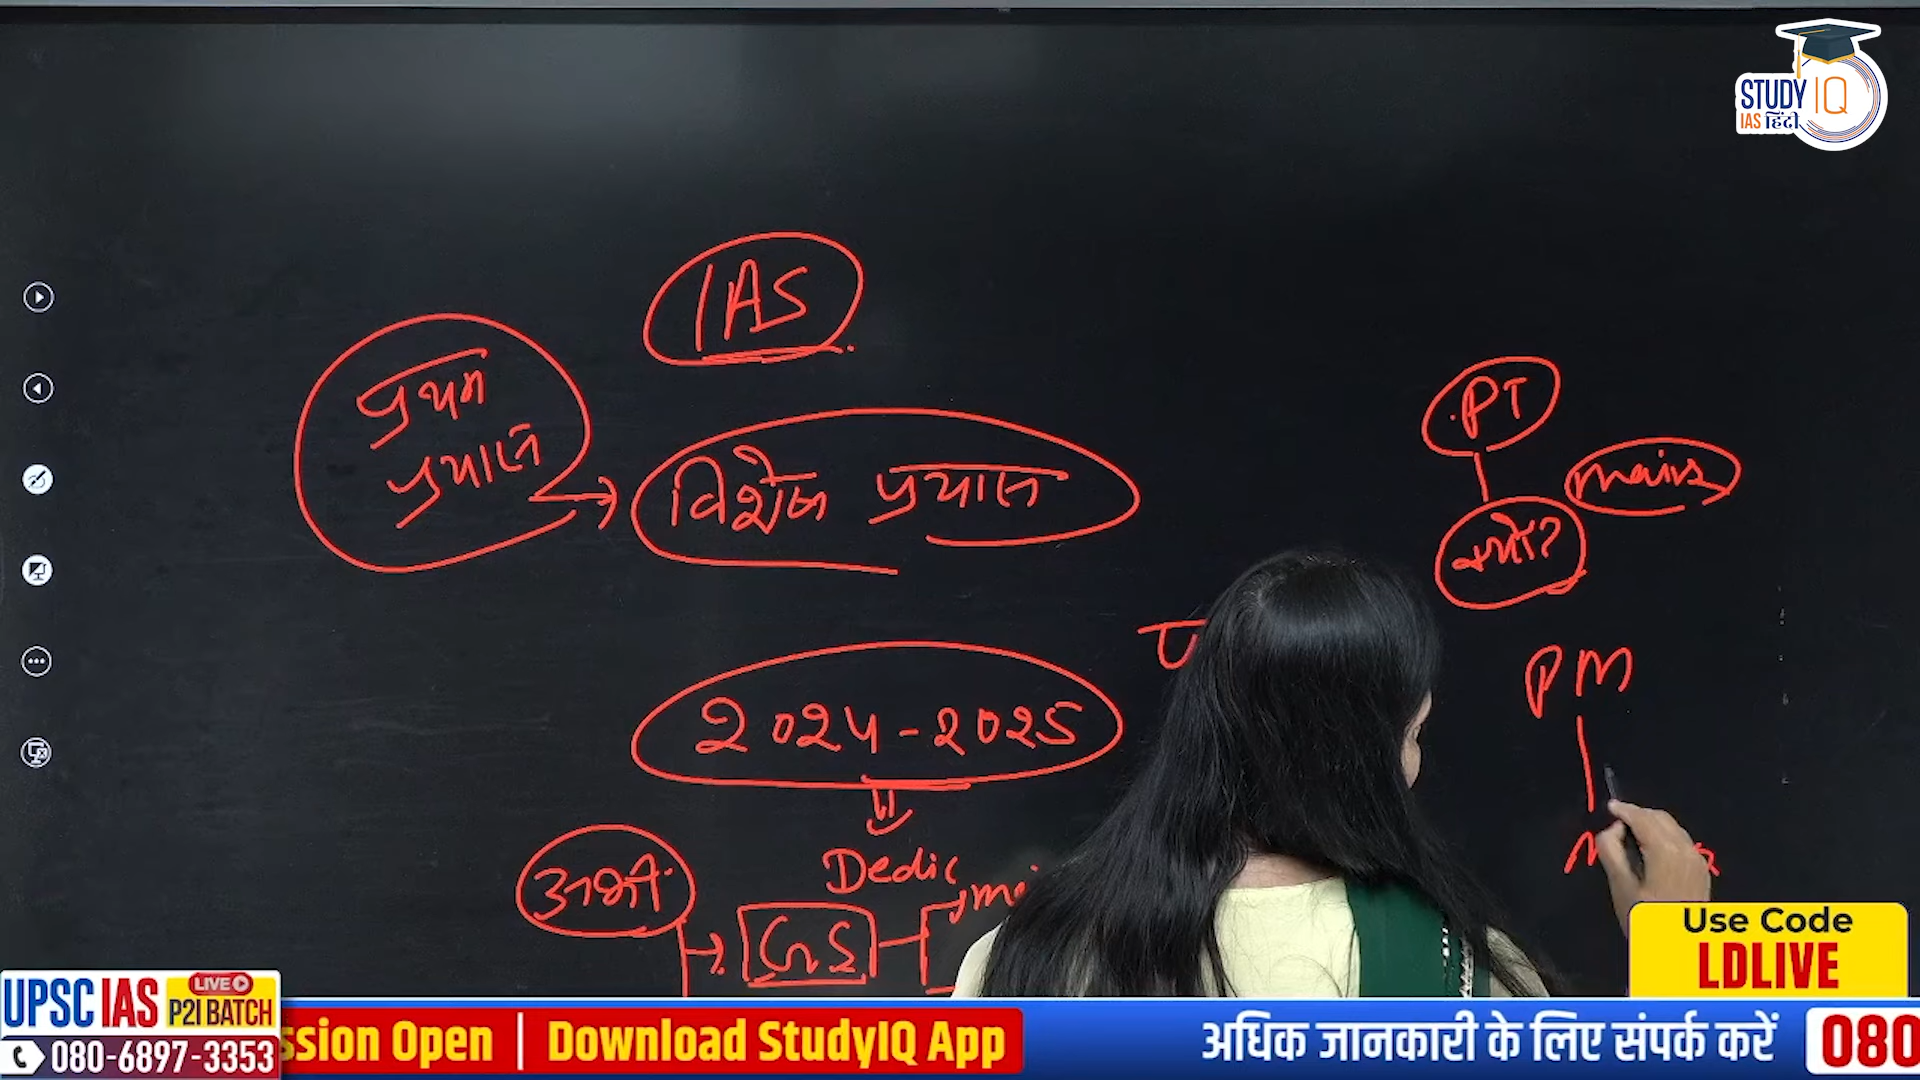 STUDY IQ
IAS हिंदी
IAS
प्रथम
प्रयास
विशेष प्रयास
PT
mains
क्यों?
PM
2024-2025
Dedic
अभी
GS
Use Code
LDLIVE
UPSC IAS LIVE
P2I BATCH
080-6897-3353
ssion Open | Download StudyIQ App
अधिक जानकारी के लिए संपर्क करें 080